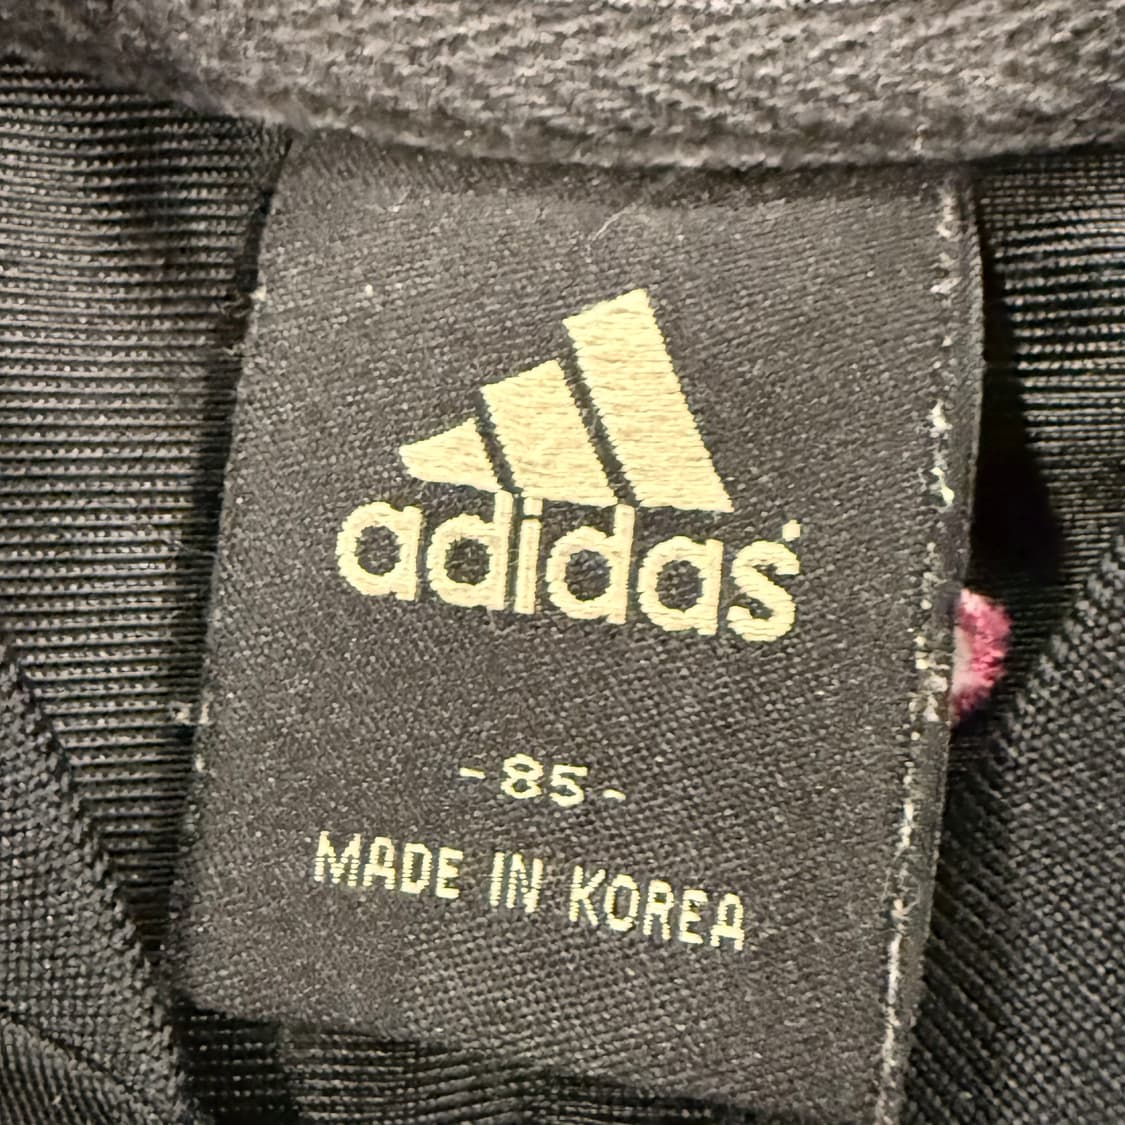 adidas
-85-
MADE IN KOREA